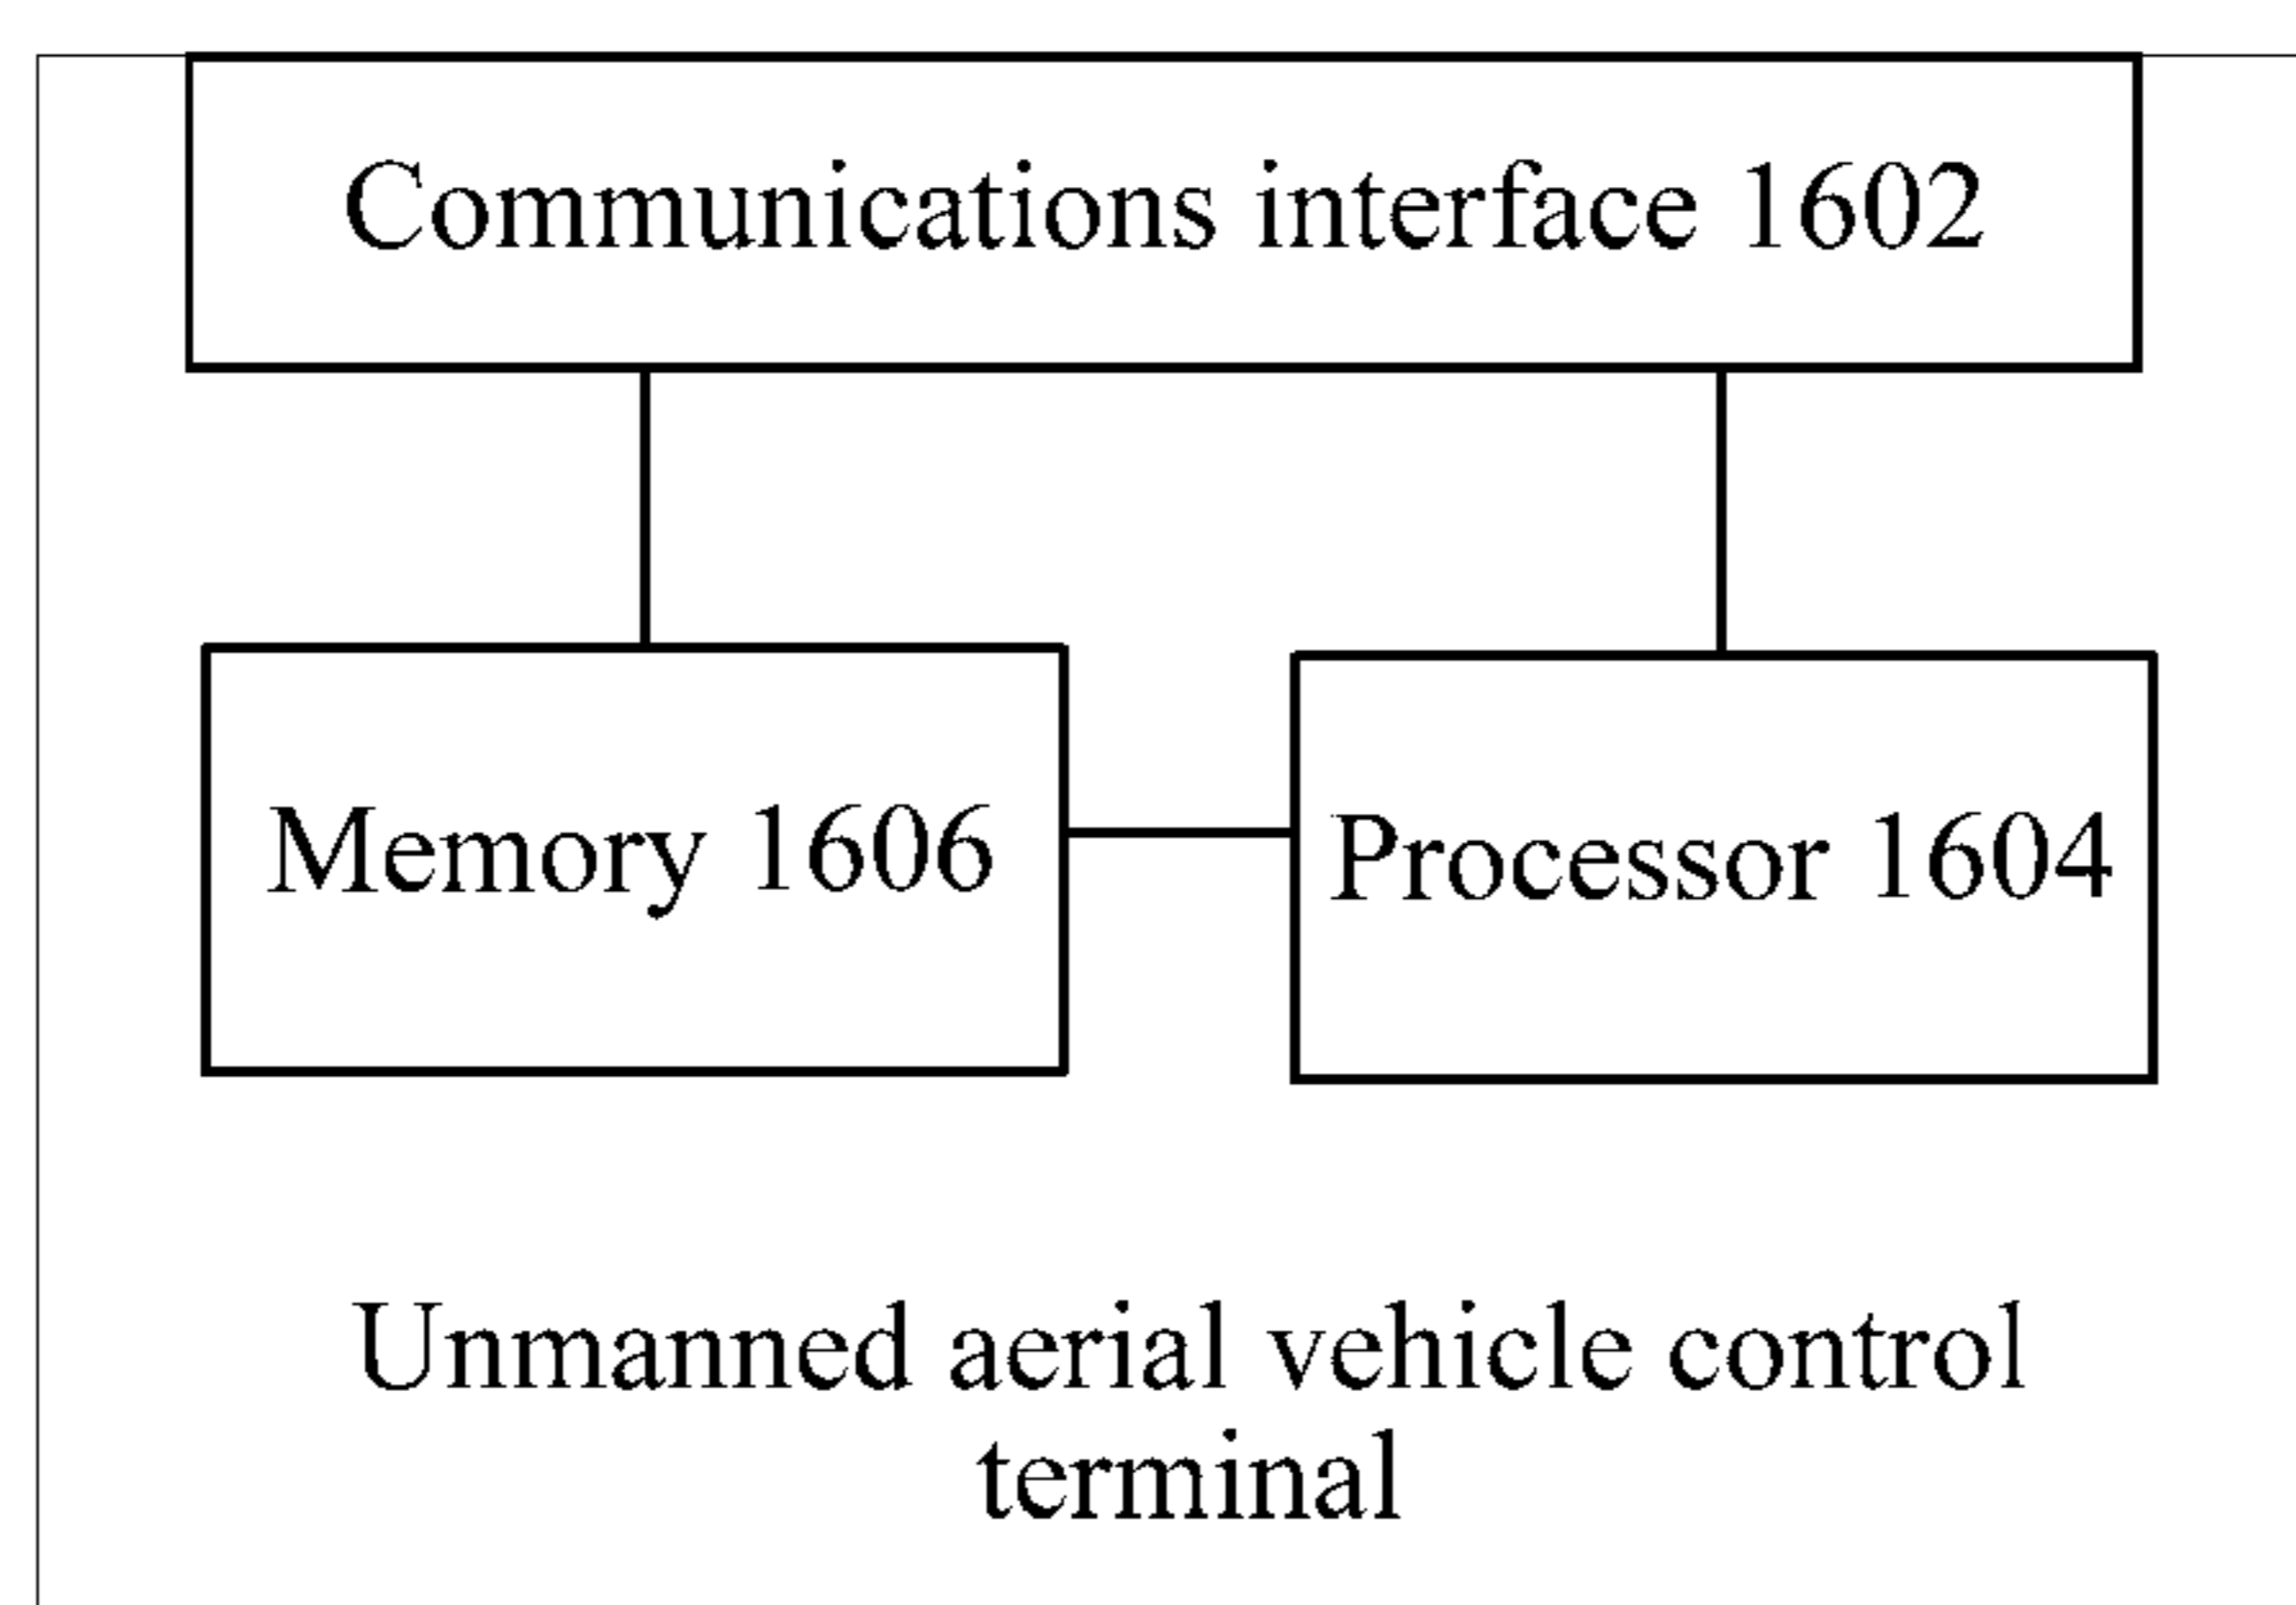 Communications interface 1602
Memory 1606
Processor 1604
Unmanned aerial vehicle control
terminal